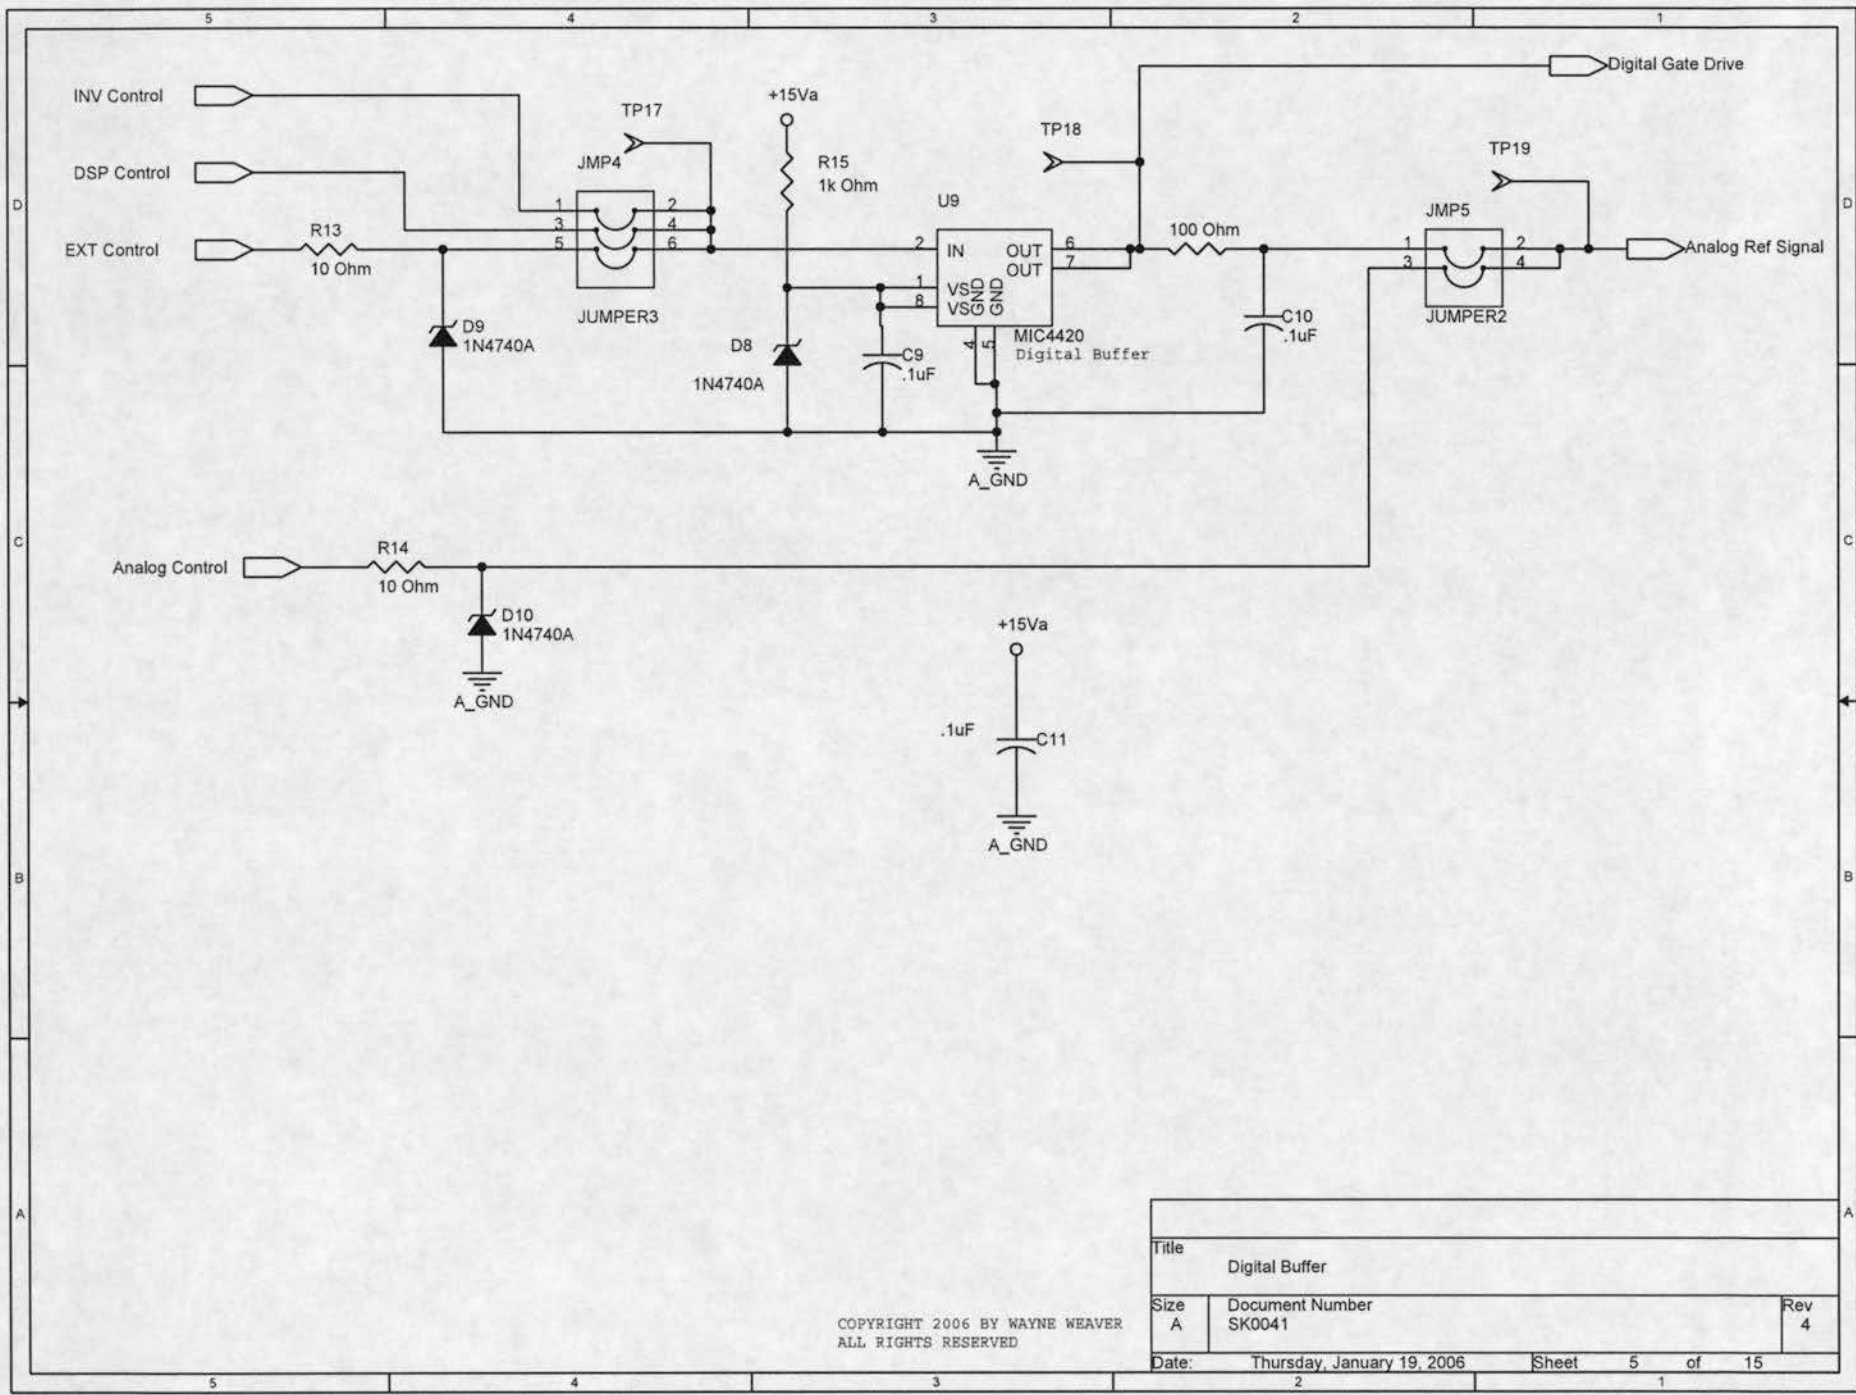 5 4 3 2 1
INV Control
DSP Control
EXT Control
R13
10 Ohm
D9
1N4740A
TP17
JMP4
1 2
3 4
5 6
JUMPER3
+15Va
R15
1k Ohm
D8
1N4740A
C9
.1uF
U9
2 IN
1 VS
8 VS
OUT 6
OUT 7
GND GND
4 5
MIC4420
Digital Buffer
TP18
100 Ohm
C10
.1uF
A_GND
Digital Gate Drive
TP19
JMP5
1 2
3 4
JUMPER2
Analog Ref Signal
D D
C C
Analog Control
R14
10 Ohm
D10
1N4740A
A_GND
+15Va
.1uF
C11
A_GND
B B
A A
COPYRIGHT 2006 BY WAYNE WEAVER
ALL RIGHTS RESERVED
Title
Digital Buffer
Size Document Number Rev
A SK0041 4
Date: Thursday, January 19, 2006 Sheet 5 of 15
5 4 3 2 1